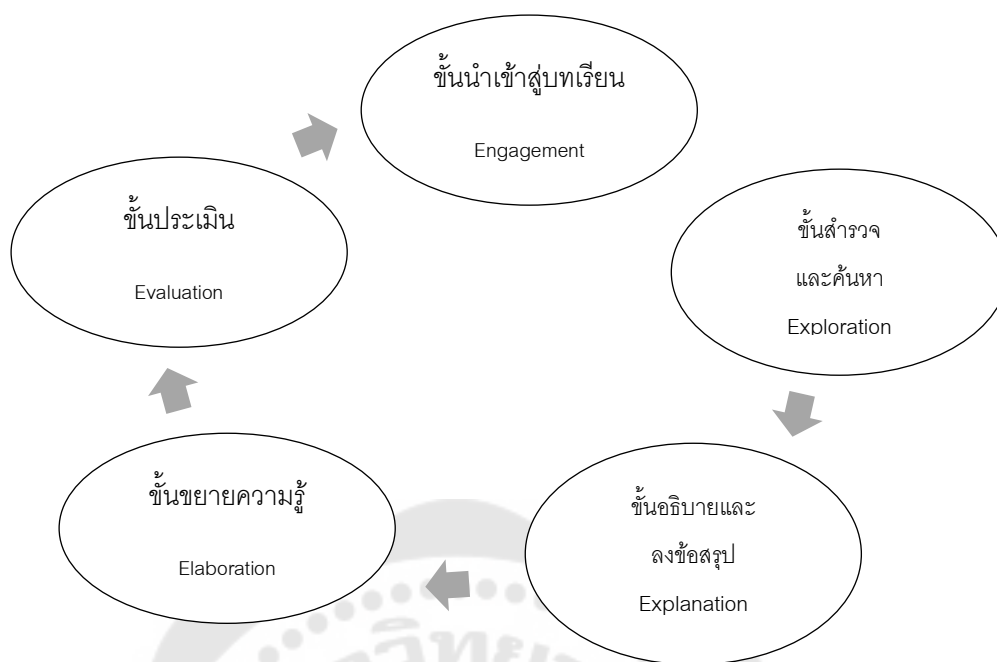 ขั้นนำเข้าสู่บทเรียน
Engagement
ขั้นสำรวจ
และค้นหา
Exploration
ขั้นอธิบายและ
ลงข้อสรุป
Explanation
ขั้นขยายความรู้
Elaboration
ขั้นประเมิน
Evaluation